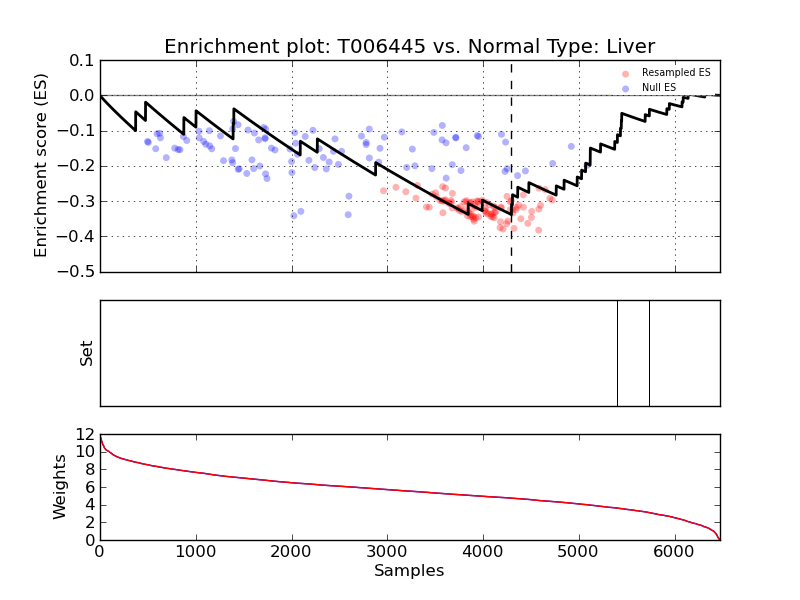 Enrichment plot: T006445 vs. Normal Type: Liver
Enrichment score (ES)
0.1
0.0
−0.1
−0.2
−0.3
−0.4
−0.5
Resampled ES
Null ES
Set
Weights
12
10
8
6
4
2
0
0 1000 2000 3000 4000 5000 6000
Samples